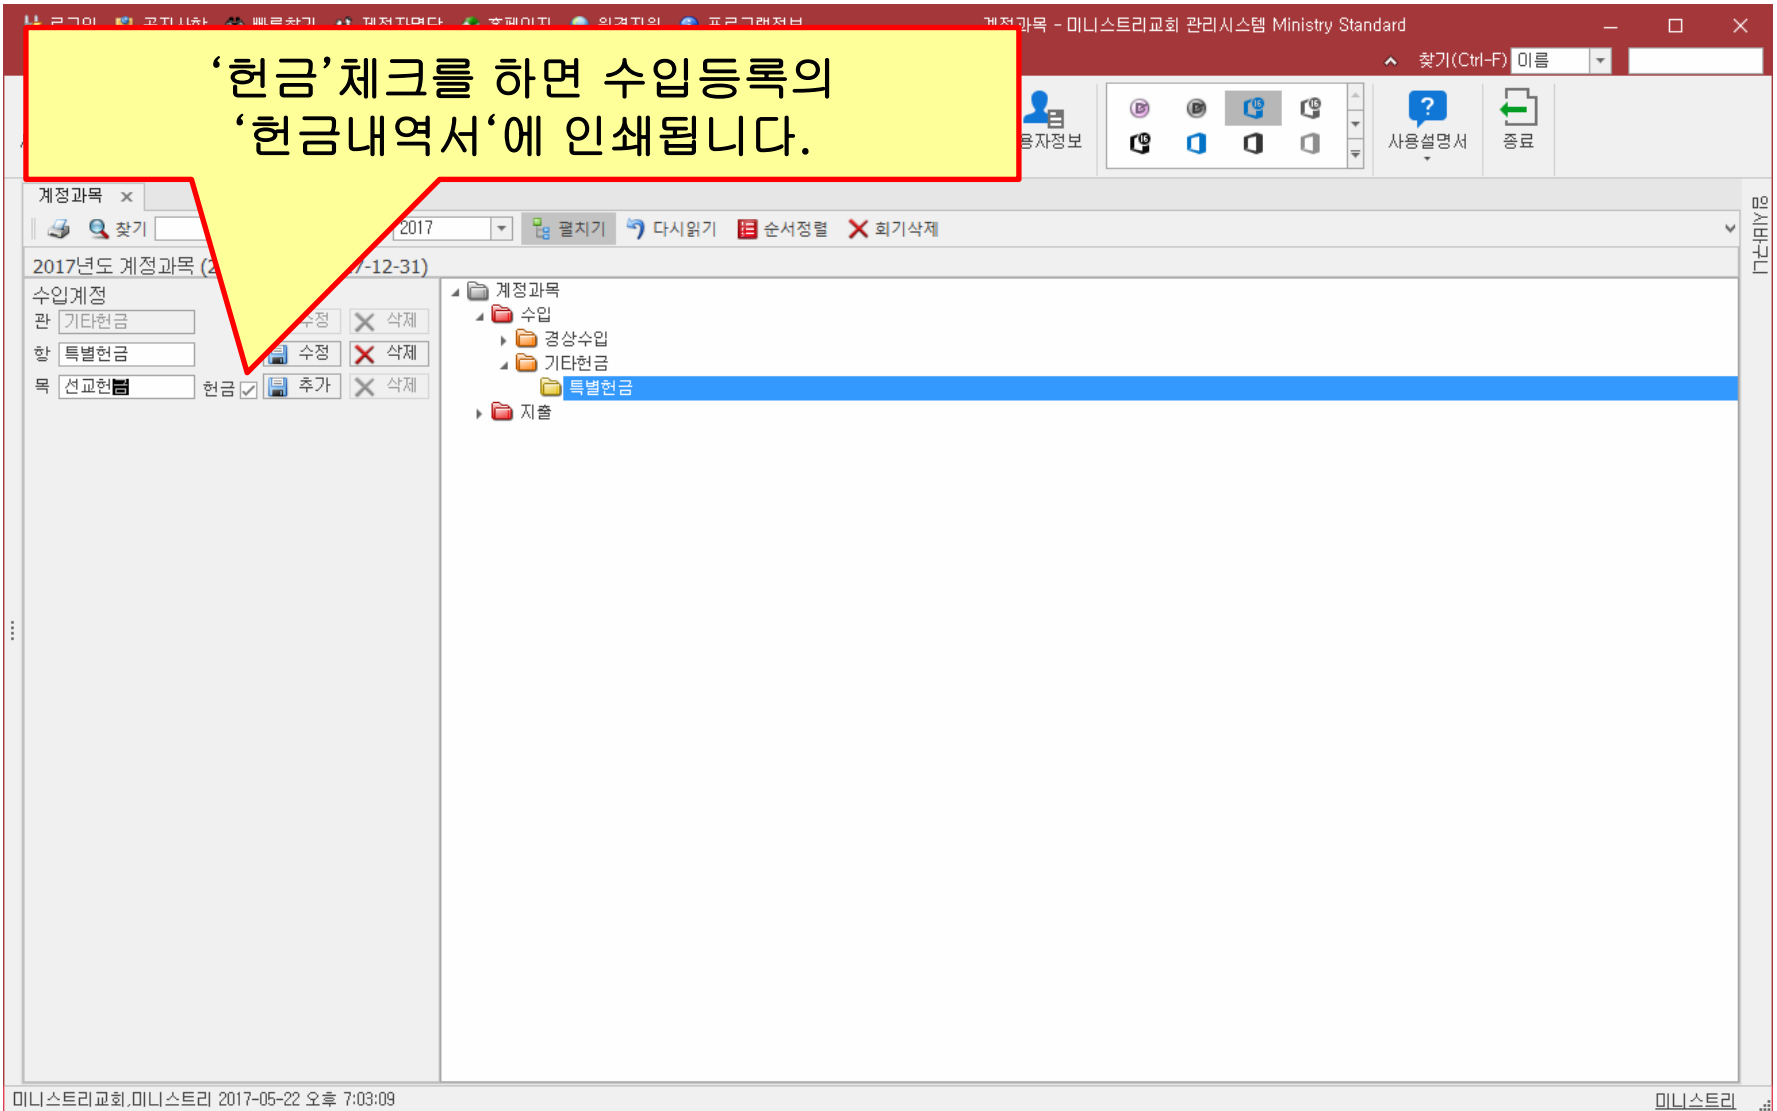 계정과목 - 미니스트리교회 관리시스템 Ministry Standard
찾기(Ctrl-F) 이름
‘헌금’체크를 하면 수입등록의
‘헌금내역서‘에 인쇄됩니다.
사용설명서
종료
계정과목
임시바구니
찾기
2017
펼치기
다시읽기
순서정렬
회기삭제
2017년도 계정과목
7-12-31)
수입계정
관 기타헌금
삭제
항 특별헌금
수정
삭제
목 선교헌금
헌금
추가
삭제
계정과목
수입
경상수입
기타헌금
특별헌금
지출
미니스트리교회,미니스트리 2017-05-22 오후 7:03:09
미니스트리